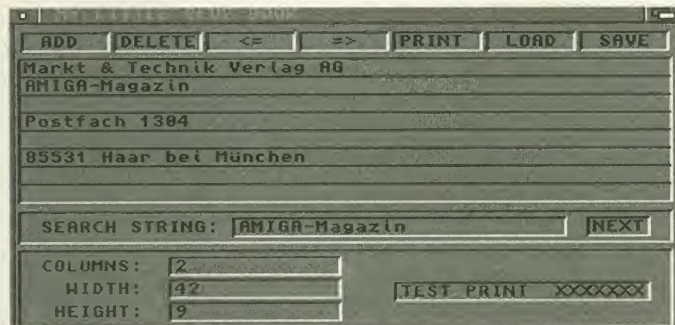 ADD DELETE <= => PRINT LOAD SAVE
Markt & Technik Verlag AG
AMIGA-Magazin
Postfach 1304
85531 Haar bei München
SEARCH STRING: AMIGA-Magazin NEXT
COLUMNS: 2
WIDTH: 42
HEIGHT: 9
TEST PRINT XXXXXXX